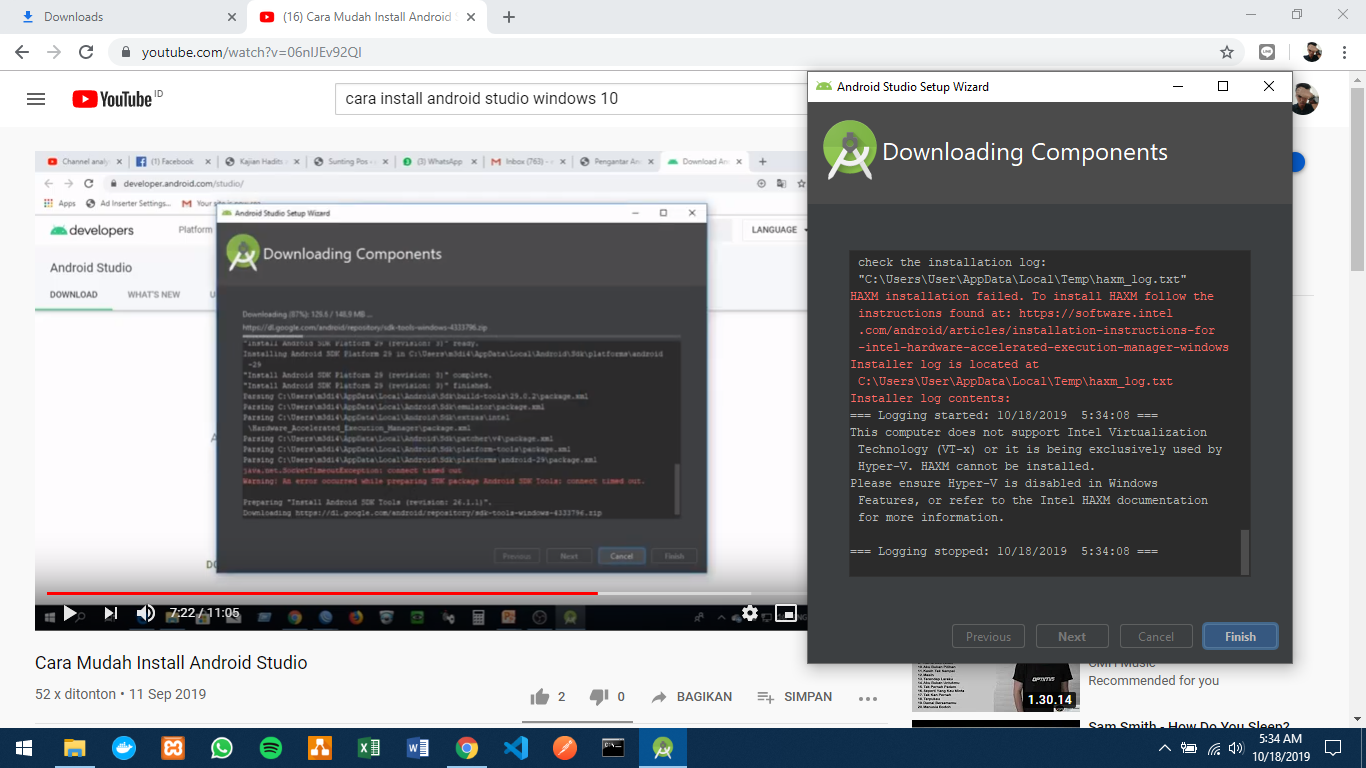 Downloads
(16) Cara Mudah Install Android S
youtube.com/watch?v=06nIJEv92QI
YouTube ID
cara install android studio windows 10
Channel analy
(1) Facebook
Kajian Hadits
Sunting Pos
(3) WhatsApp
Inbox (763)
Pengantar An
Download An
developer.android.com/studio/
Apps
Ad Inserter Settings...
developers
Platform
LANGUAGE
Android Studio
DOWNLOAD
WHAT'S NEW
Android Studio Setup Wizard
Downloading Components
Downloading (87%): 129.6 / 148.9 MB ...
https://dl.google.com/android/repository/sdk-tools-windows-4333796.zip
"Install Android SDK Platform 29 (revision: 3)" ready.
Installing Android SDK Platform 29 in C:\Users\m3di4\AppData\Local\Android\Sdk\platforms\android
-29
"Install Android SDK Platform 29 (revision: 3)" complete.
"Install Android SDK Platform 29 (revision: 3)" finished.
Parsing C:\Users\m3di4\AppData\Local\Android\Sdk\build-tools\29.0.2\package.xml
Parsing C:\Users\m3di4\AppData\Local\Android\Sdk\emulator\package.xml
Parsing C:\Users\m3di4\AppData\Local\Android\Sdk\extras\intel
\Hardware_Accelerated_Execution_Manager\package.xml
Parsing C:\Users\m3di4\AppData\Local\Android\Sdk\patcher\v4\package.xml
Parsing C:\Users\m3di4\AppData\Local\Android\Sdk\platform-tools\package.xml
Parsing C:\Users\m3di4\AppData\Local\Android\Sdk\platforms\android-29\package.xml
java.net.SocketTimeoutException: connect timed out
Warning: An error occurred while preparing SDK package Android SDK Tools: connect timed out.
Preparing "Install Android SDK Tools (revision: 26.1.1)".
Downloading https://dl.google.com/android/repository/sdk-tools-windows-4333796.zip
Previous
Next
Cancel
Finish
7:22 / 11:05
Cara Mudah Install Android Studio
52 x ditonton • 11 Sep 2019
2
0
BAGIKAN
SIMPAN
Android Studio Setup Wizard
Downloading Components
check the installation log:
"C:\Users\User\AppData\Local\Temp\haxm_log.txt"
HAXM installation failed. To install HAXM follow the
instructions found at: https://software.intel
.com/android/articles/installation-instructions-for
-intel-hardware-accelerated-execution-manager-windows
Installer log is located at
C:\Users\User\AppData\Local\Temp\haxm_log.txt
Installer log contents:
=== Logging started: 10/18/2019  5:34:08 ===
This computer does not support Intel Virtualization
Technology (VT-x) or it is being exclusively used by
Hyper-V. HAXM cannot be installed.
Please ensure Hyper-V is disabled in Windows
Features, or refer to the Intel HAXM documentation
for more information.
=== Logging stopped: 10/18/2019  5:34:08 ===
Previous
Next
Cancel
Finish
Music
Recommended for you
OPTIMIS
1.30.14
Sam Smith - How Do You Sleep?
5:34 AM
10/18/2019